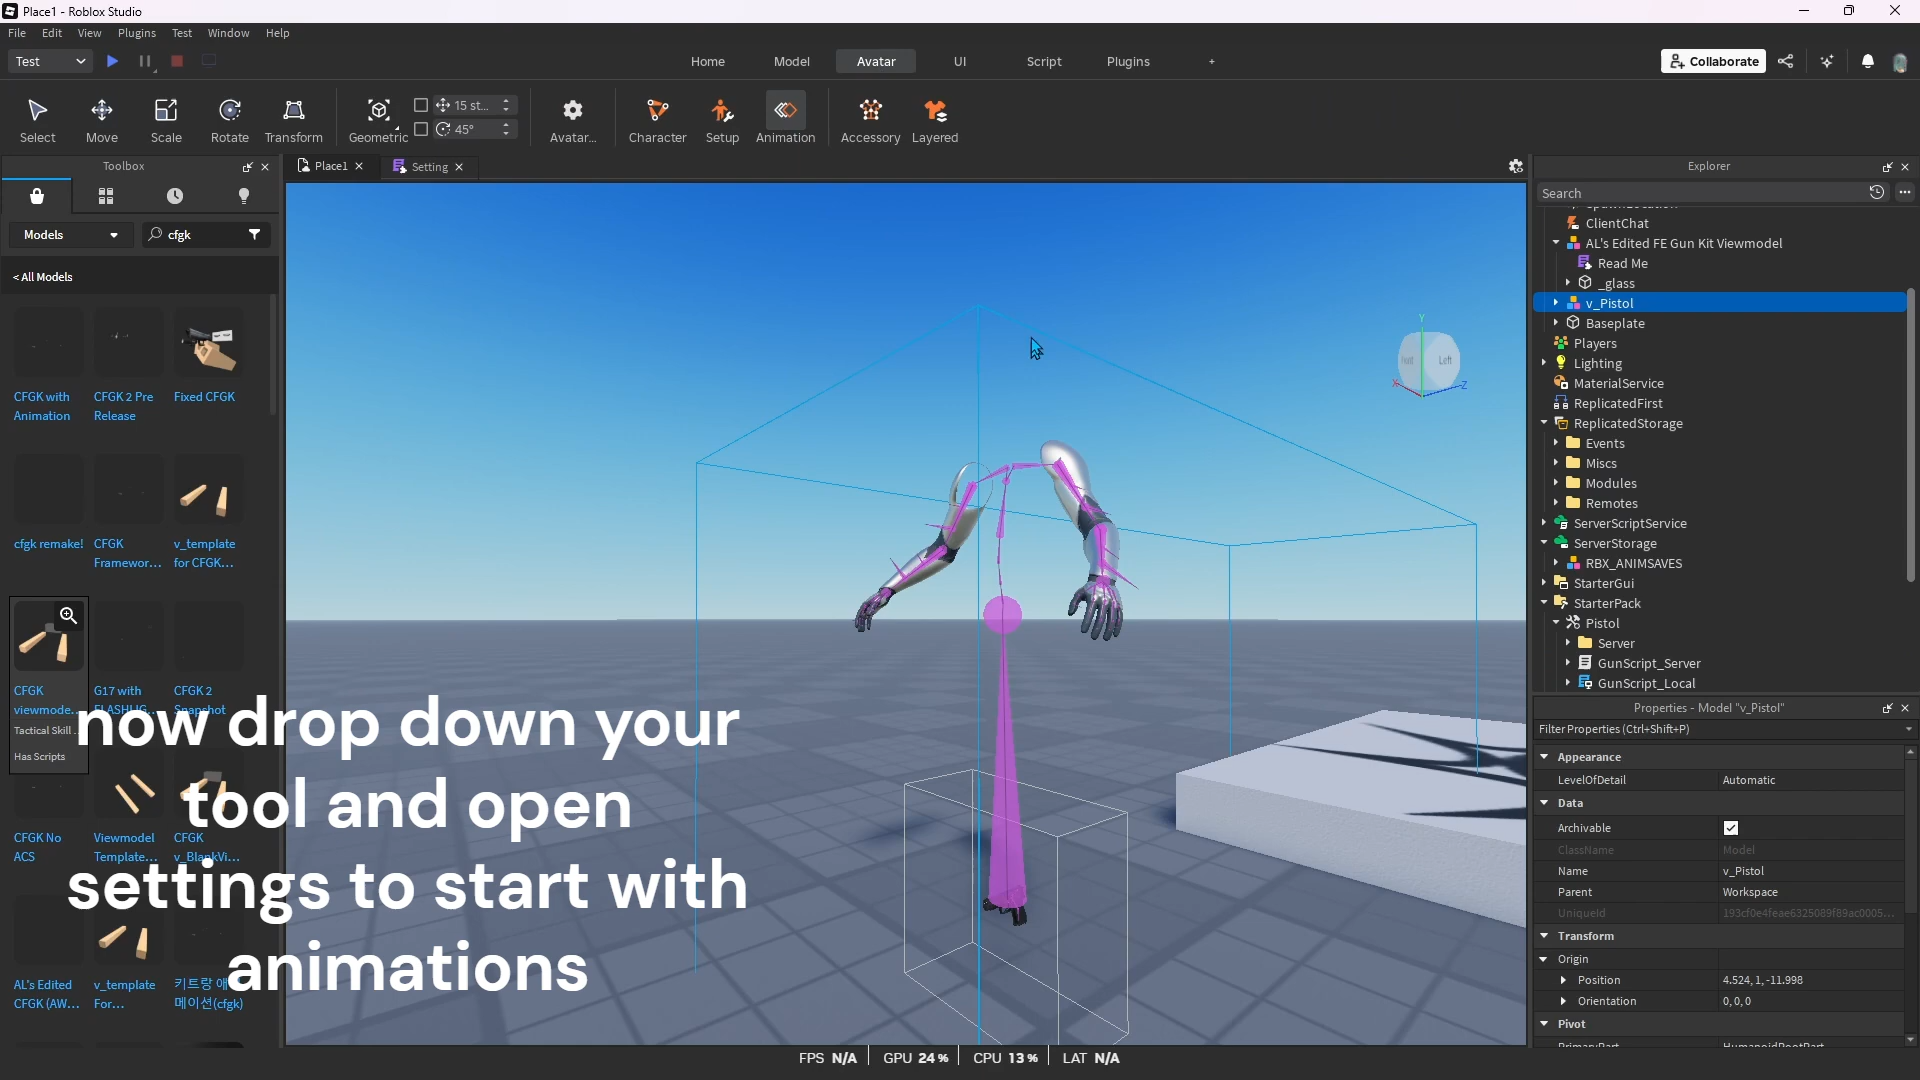 Place1 - Roblox Studio
File Edit View Plugins Test Window Help
Test Home Model Avatar UI Script Plugins + Collaborate
15 st...
45°
Select Move Scale Rotate Transform Geometric Avatar... Character Setup Animation Accessory Layered
Toolbox
Place1 Setting
Models cfgk
< All Models
CFGK with Animation
CFGK 2 Pre Release
Fixed CFGK
cfgk remake!
CFGK Framewor...
v_template for CFGK...
CFGK viewmode...
Tactical Skill
Has Scripts
G17 with
CFGK 2 Snapshot
CFGK No ACS
Viewmodel Template...
CFGK v_BlankVi...
AL's Edited CFGK (AW...
v_template For...
now drop down your
tool and open
settings to start with
animations
Front Left
Y
X
Z
Explorer
Search
ClientChat
AL's Edited FE Gun Kit Viewmodel
Read Me
_glass
v_Pistol
Baseplate
Players
Lighting
MaterialService
ReplicatedFirst
ReplicatedStorage
Events
Miscs
Modules
Remotes
ServerScriptService
ServerStorage
RBX_ANIMSAVES
StarterGui
StarterPack
Pistol
Server
GunScript_Server
GunScript_Local
Properties - Model "v_Pistol"
Filter Properties (Ctrl+Shift+P)
Appearance
LevelOfDetail Automatic
Data
Archivable
ClassName Model
Name v_Pistol
Parent Workspace
UniqueId 193cf0e4feae6325089f89ac0005...
Transform
Origin
Position 4.524, 1, -11.998
Orientation 0, 0, 0
Pivot
PrimaryPart HumanoidRootPart
FPS N/A GPU 24% CPU 13% LAT N/A